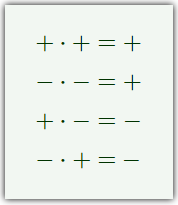 + · + = +
− · − = +
+ · − = −
− · + = −